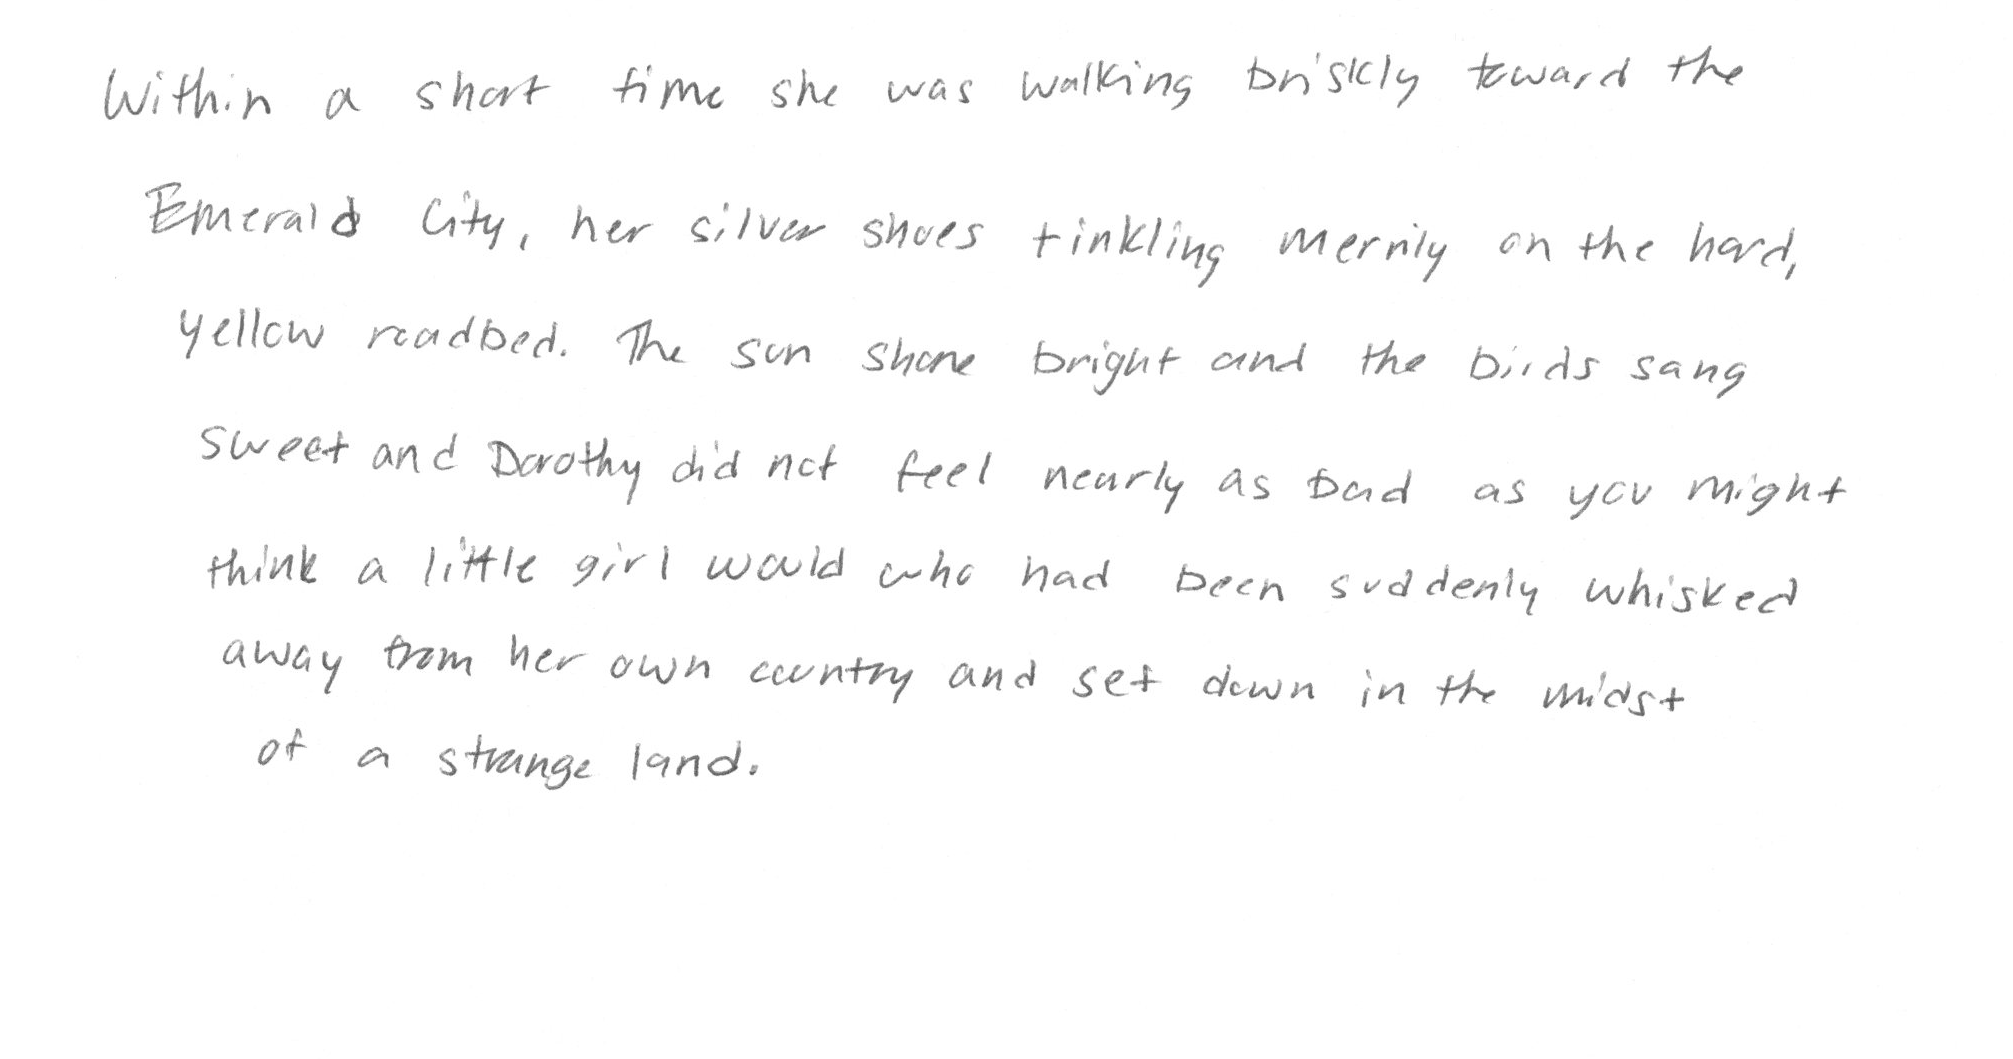 Within a short time she was walking briskly toward the
Emerald City, her silver shoes tinkling merrily on the hard,
yellow roadbed. The sun shone bright and the birds sang
sweet and Dorothy did not feel nearly as bad as you might
think a little girl would who had been suddenly whisked
away from her own country and set down in the midst
of a strange land.